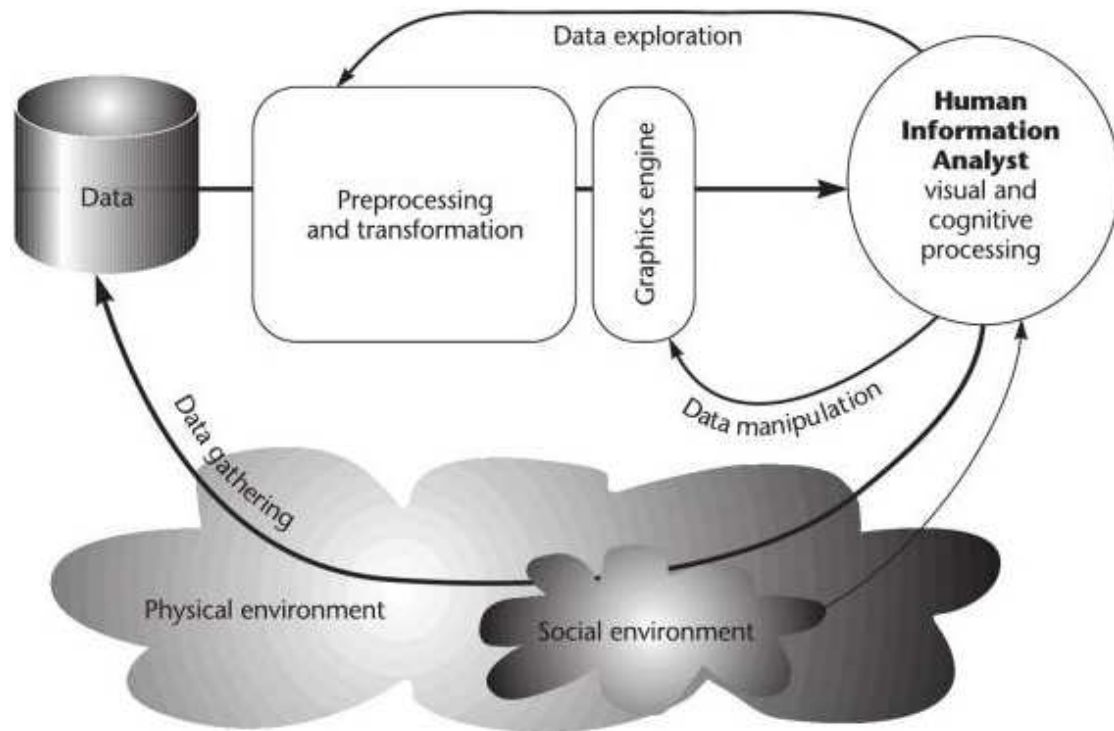 Data exploration
Human
Information
Analyst
visual and
cognitive
processing
Data
Preprocessing
and transformation
Graphics engine
Data manipulation
Data gathering
Physical environment
Social environment